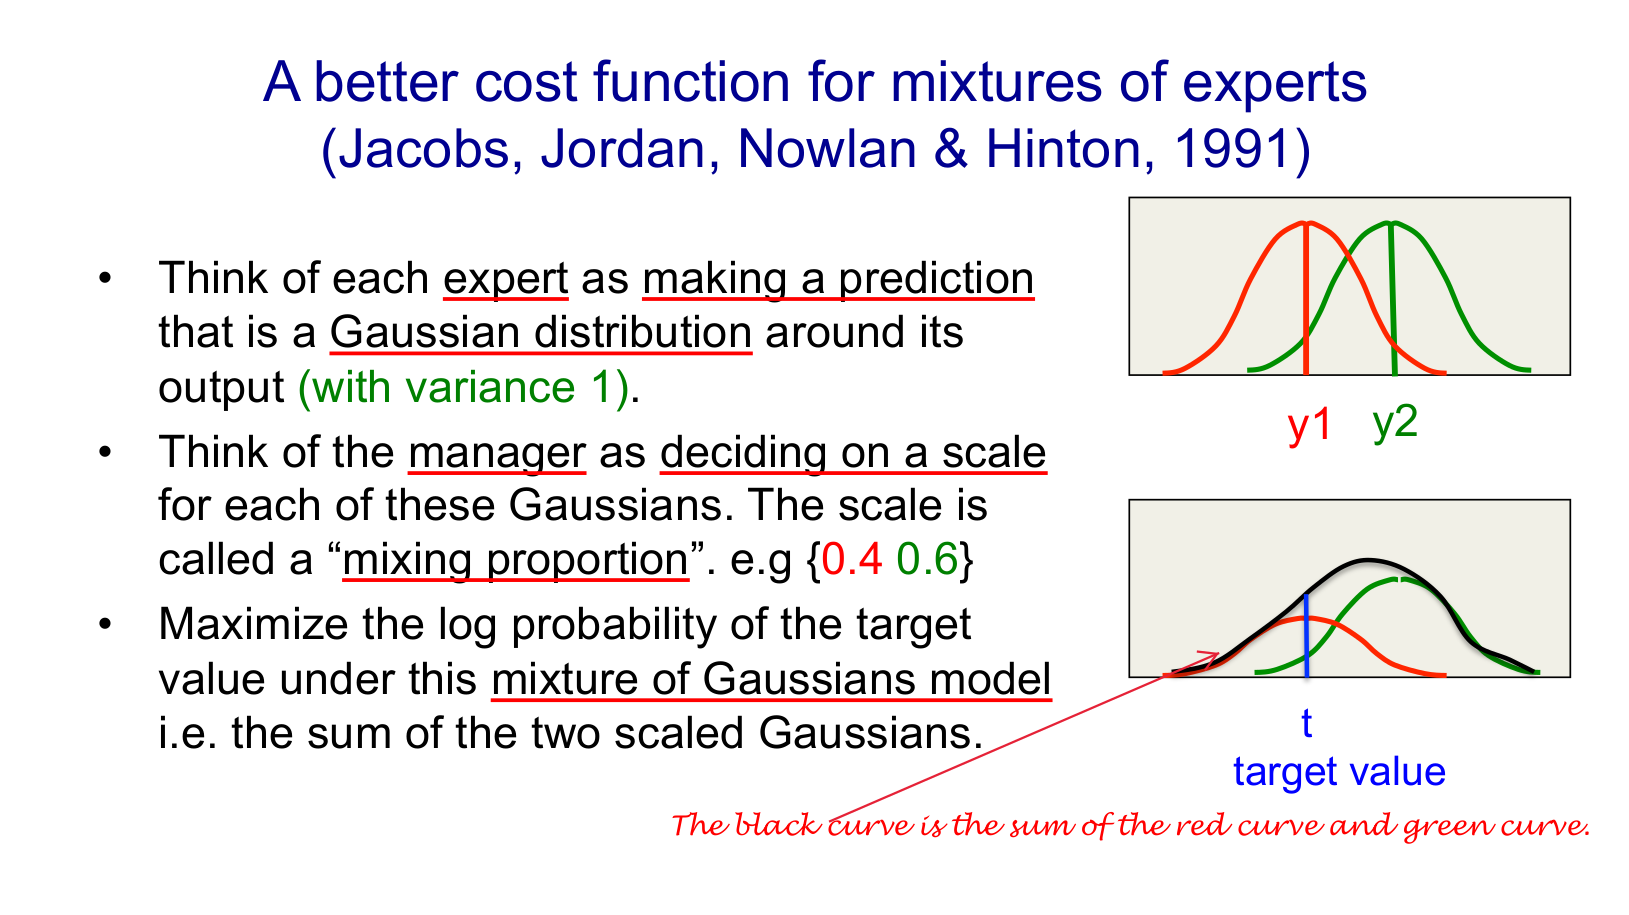 A better cost function for mixtures of experts
(Jacobs, Jordan, Nowlan & Hinton, 1991)
• Think of each expert as making a prediction
that is a Gaussian distribution around its
output (with variance 1).
• Think of the manager as deciding on a scale
for each of these Gaussians. The scale is
called a “mixing proportion”. e.g {0.4 0.6}
• Maximize the log probability of the target
value under this mixture of Gaussians model
i.e. the sum of the two scaled Gaussians.
y1 y2
t
target value
The black curve is the sum of the red curve and green curve.